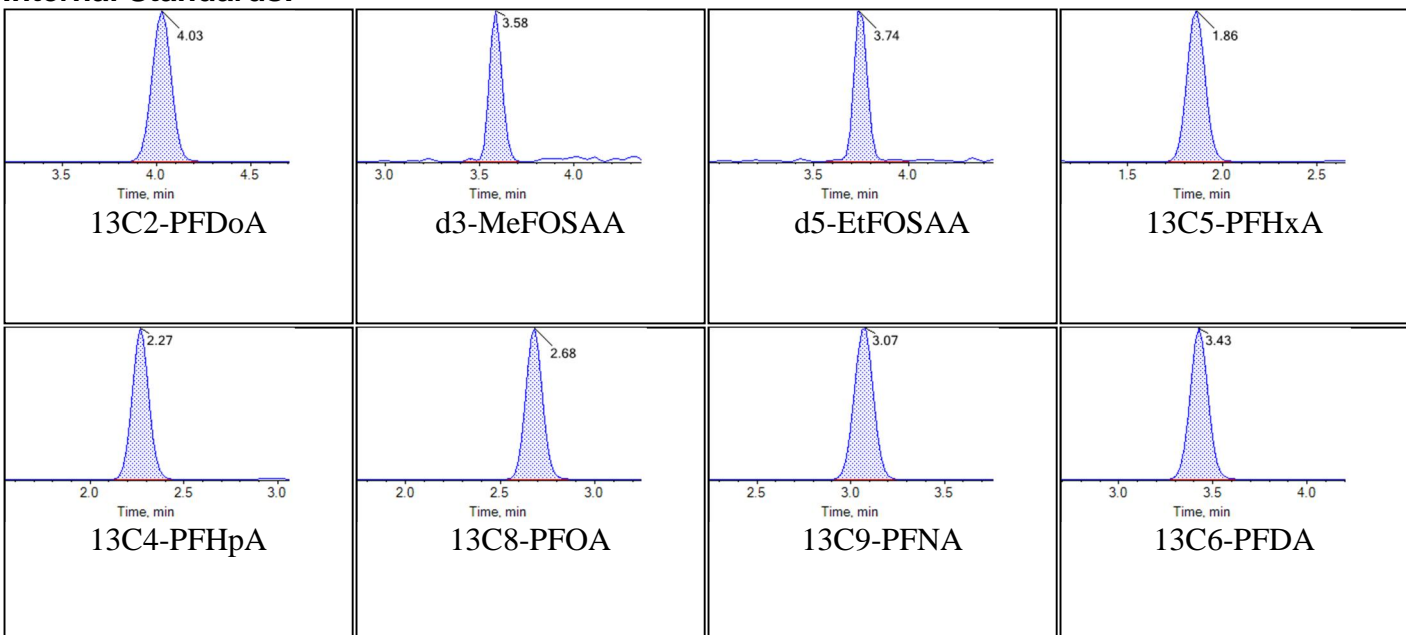 Internal Standards:
4.03
3.5 4.0 4.5
Time, min
13C2-PFDoA
3.58
3.0 3.5 4.0
Time, min
d3-MeFOSAA
3.74
3.5 4.0
Time, min
d5-EtFOSAA
1.86
1.5 2.0 2.5
Time, min
13C5-PFHxA
2.27
2.0 2.5 3.0
Time, min
13C4-PFHpA
2.68
2.0 2.5 3.0
Time, min
13C8-PFOA
3.07
2.5 3.0 3.5
Time, min
13C9-PFNA
3.43
3.0 3.5 4.0
Time, min
13C6-PFDA